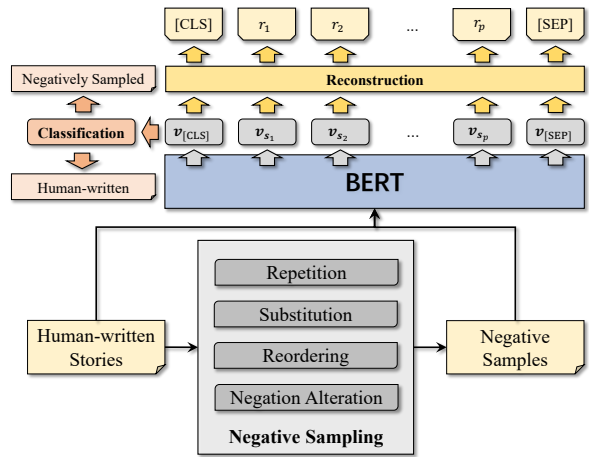 [CLS] r₁ r₂ ... rₚ [SEP]
Negatively Sampled
Reconstruction
Classification
v[CLS] vs₁ vs₂ ... vsₚ v[SEP]
Human-written
BERT
Repetition
Substitution
Human-written
Stories
Reordering
Negative
Samples
Negation Alteration
Negative Sampling